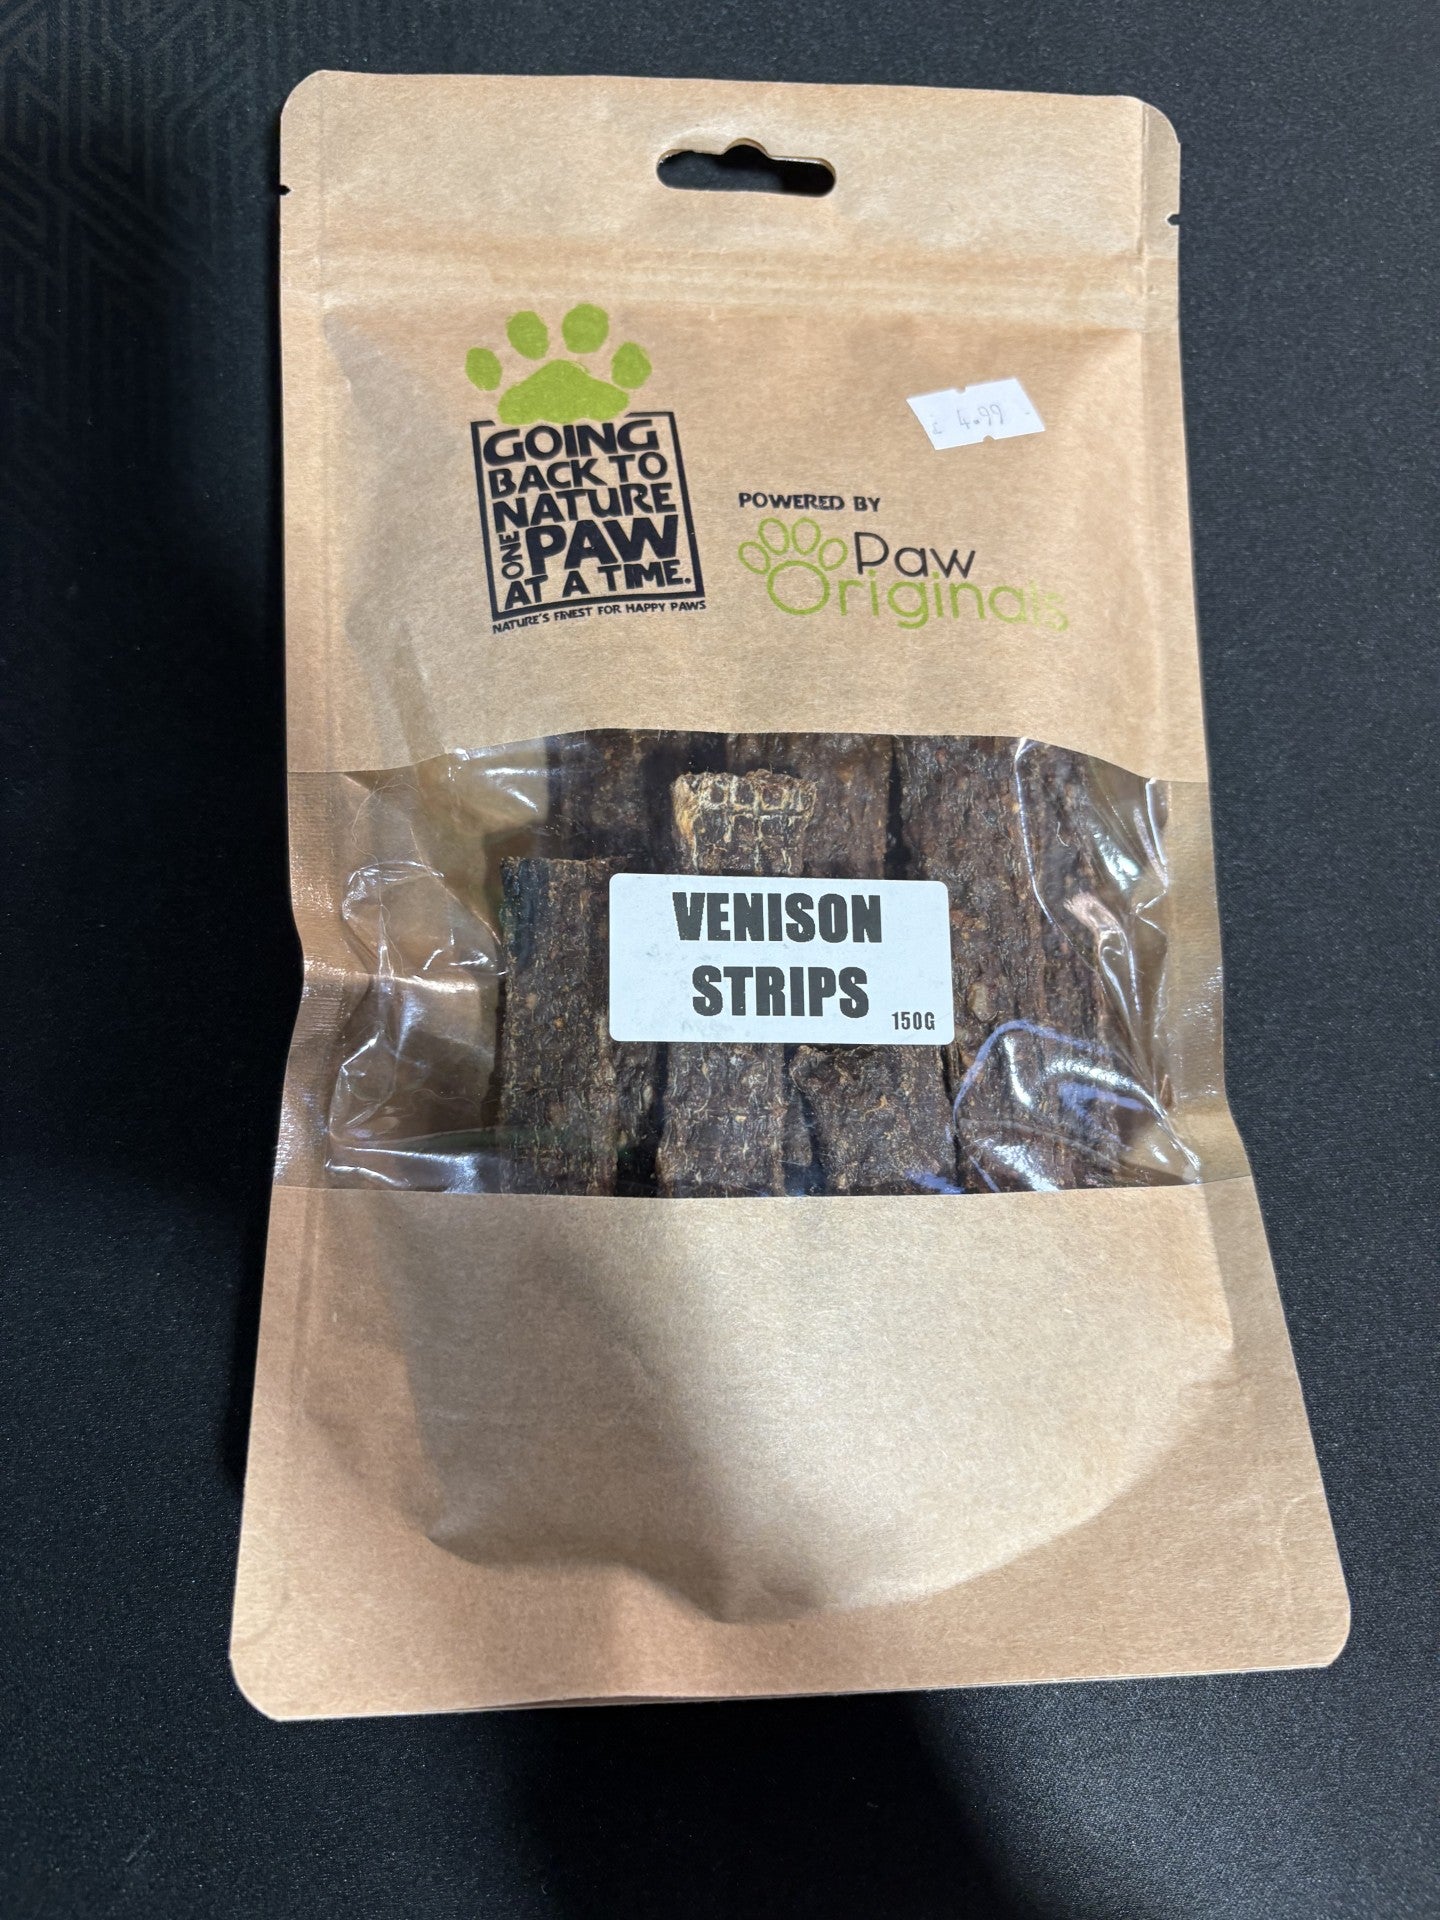 GOING
BACK TO
NATURE
ONE PAW
AT A TIME.
NATURE'S FINEST FOR HAPPY PAWS
£ 4.99
POWERED BY
Paw
Originals
VENISON
STRIPS
150G